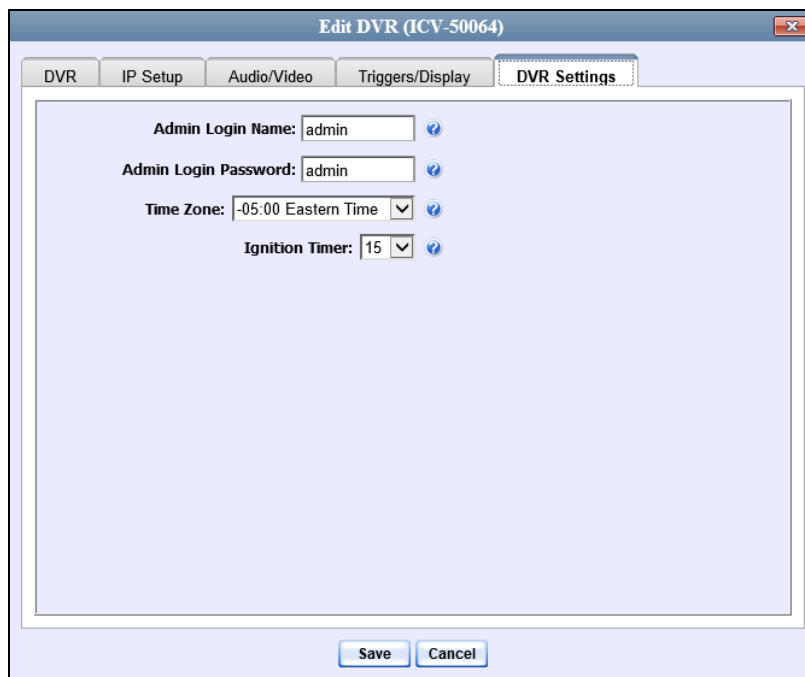 Edit DVR (ICV-50064)
DVR IP Setup Audio/Video Triggers/Display DVR Settings
Admin Login Name: admin
Admin Login Password: admin
Time Zone: -05:00 Eastern Time
Ignition Timer: 15
Save Cancel